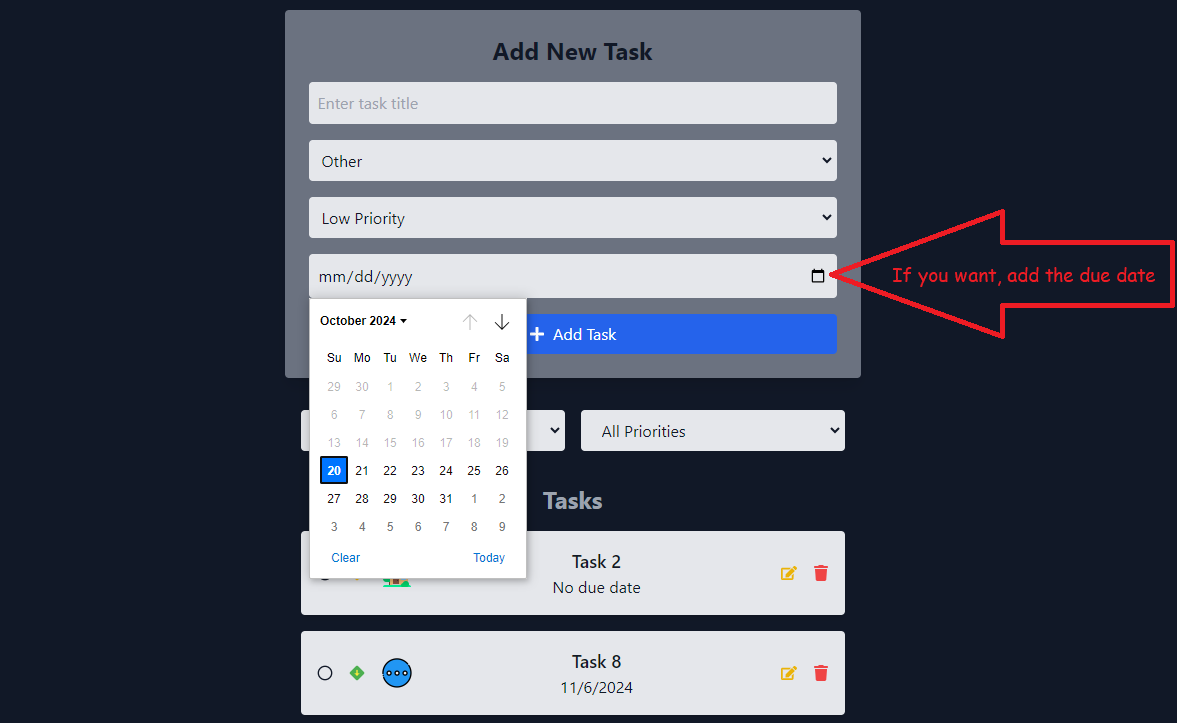 Add New Task
Enter task title
Other
Low Priority
mm/dd/yyyy
If you want, add the due date
October 2024
Su Mo Tu We Th Fr Sa
29 30 1 2 3 4 5
6 7 8 9 10 11 12
13 14 15 16 17 18 19
20 21 22 23 24 25 26
27 28 29 30 31 1 2
3 4 5 6 7 8 9
Clear Today
Add Task
All Priorities
Tasks
Task 2
No due date
Task 8
11/6/2024